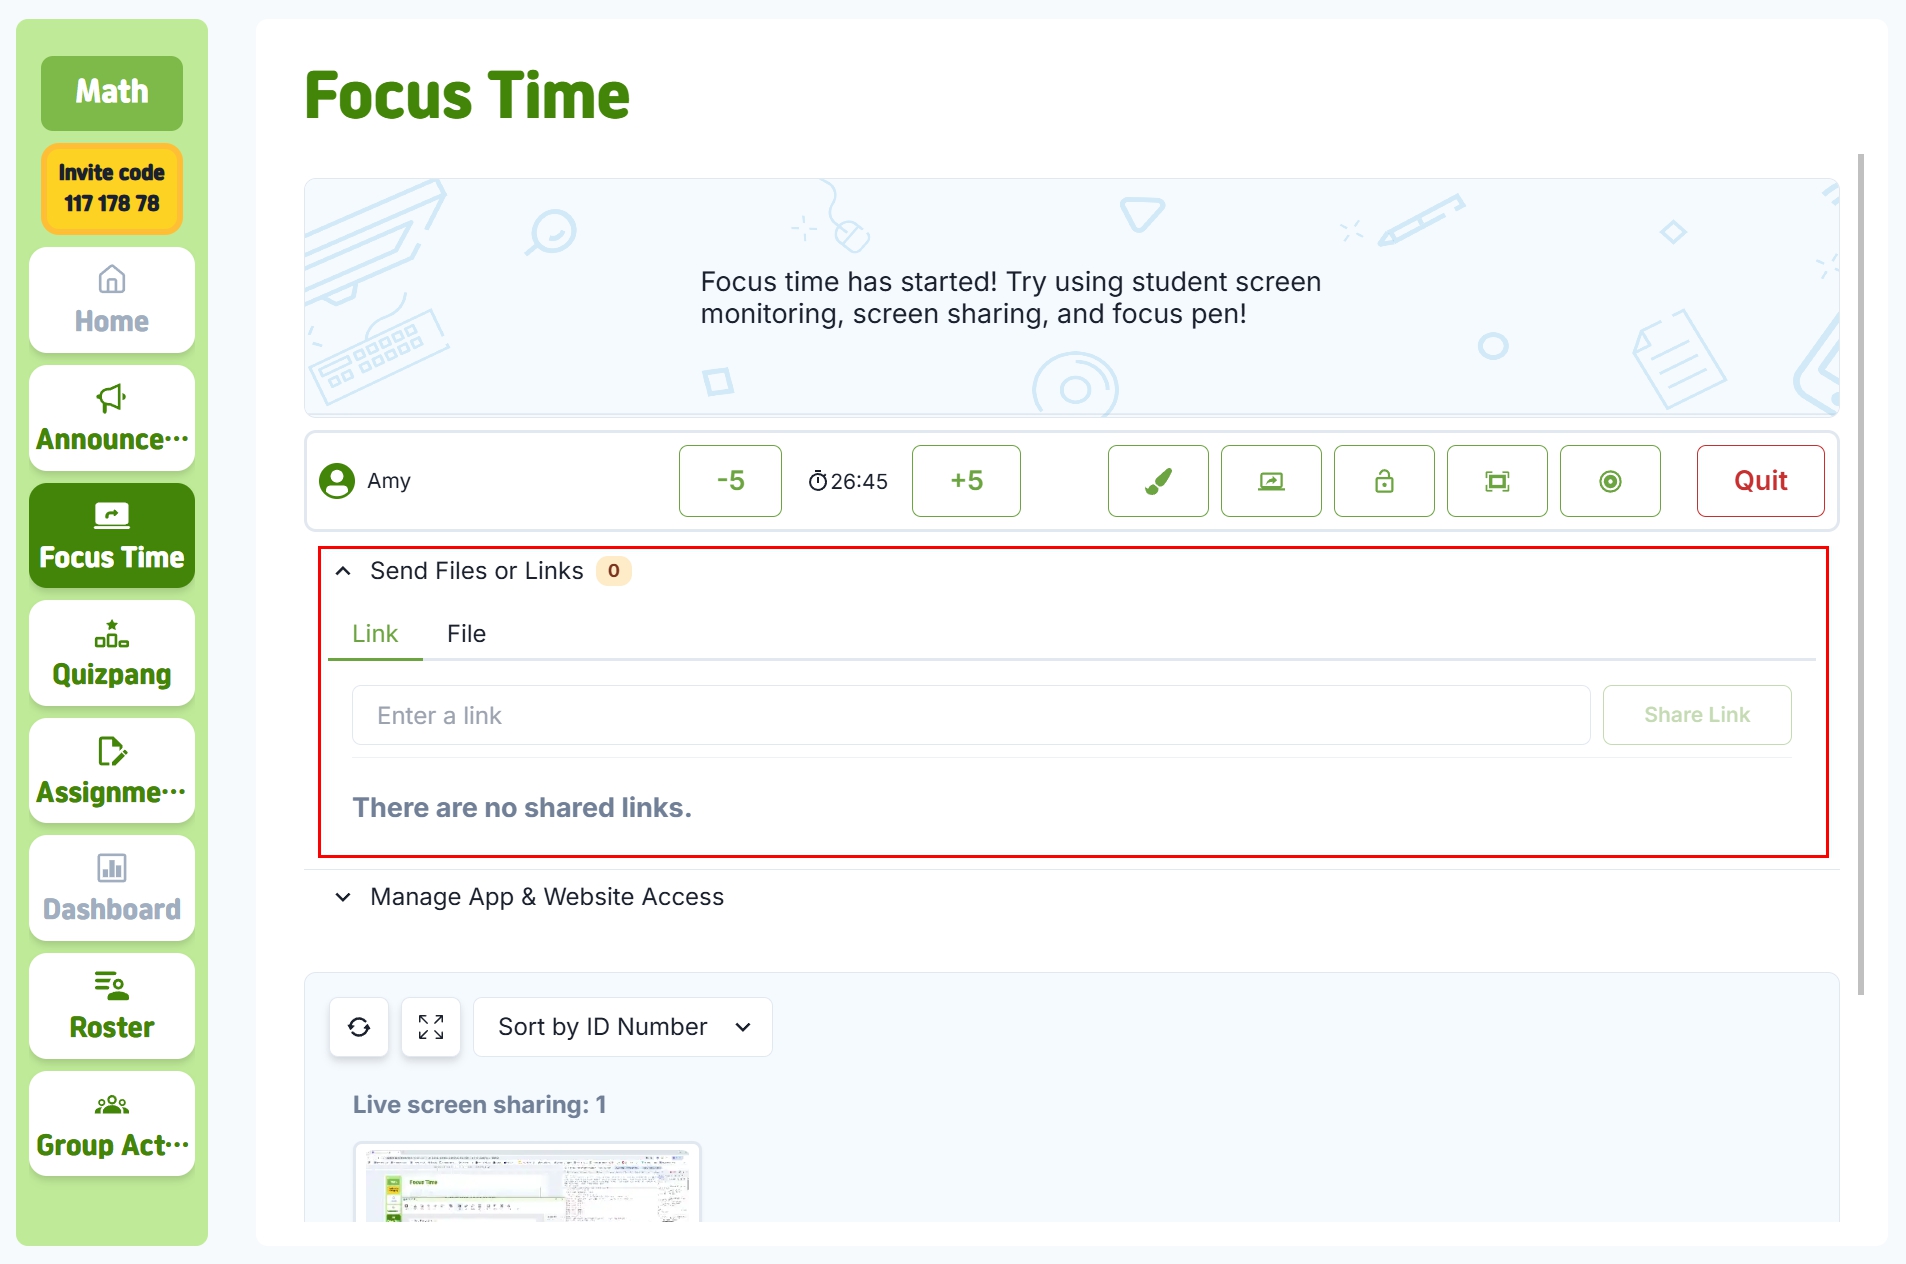 Math
Invite code
117 178 78
Home
Announce···
Focus Time
Quizpang
Assignme···
Dashboard
Roster
Group Act···
Focus Time
Focus time has started! Try using student screen
monitoring, screen sharing, and focus pen!
Amy
-5
26:45
+5
Quit
Send Files or Links 0
Link File
Enter a link
Share Link
There are no shared links.
Manage App & Website Access
Sort by ID Number
Live screen sharing: 1
Focus Time